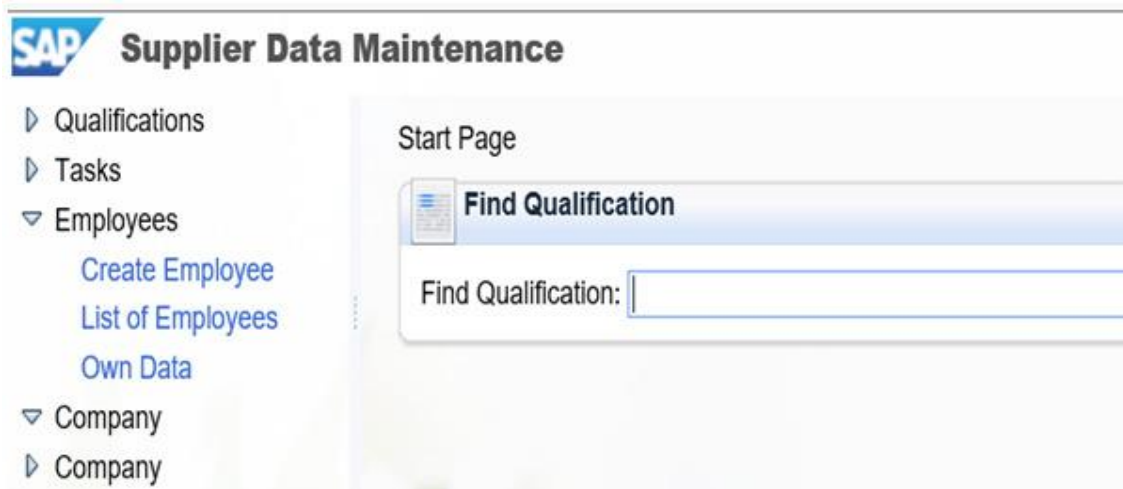 SAP Supplier Data Maintenance
Qualifications
Tasks
Employees
Create Employee
List of Employees
Own Data
Company
Company
Start Page
Find Qualification
Find Qualification: